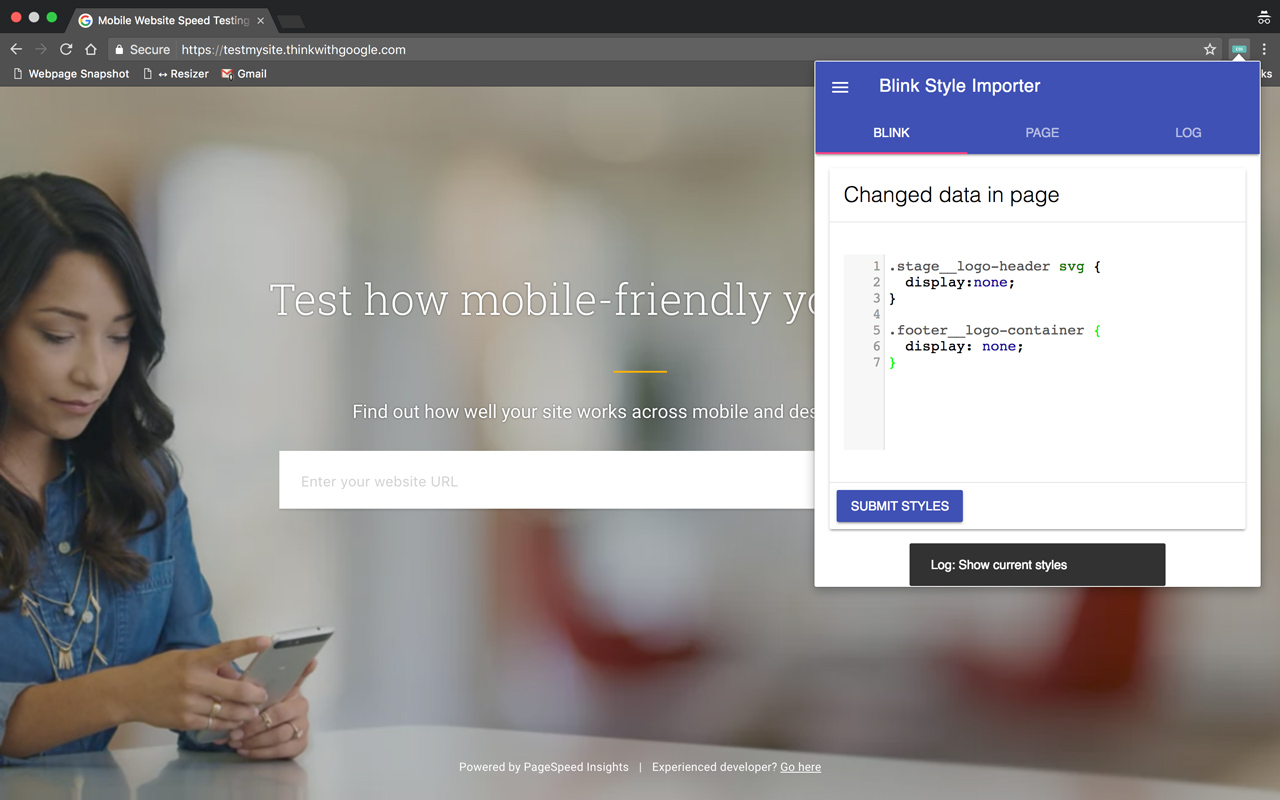 Mobile Website Speed Testing
Secure https://testmysite.thinkwithgoogle.com
Webpage Snapshot ↔ Resizer Gmail
ks
Blink Style Importer
BLINK PAGE LOG
Changed data in page
1 .stage__logo-header svg {
2 display:none;
3 }
4
5 .footer__logo-container {
6 display: none;
7 }
SUBMIT STYLES
Log: Show current styles
Test how mobile-friendly yo
Find out how well your site works across mobile and des
Enter your website URL
Powered by PageSpeed Insights | Experienced developer? Go here